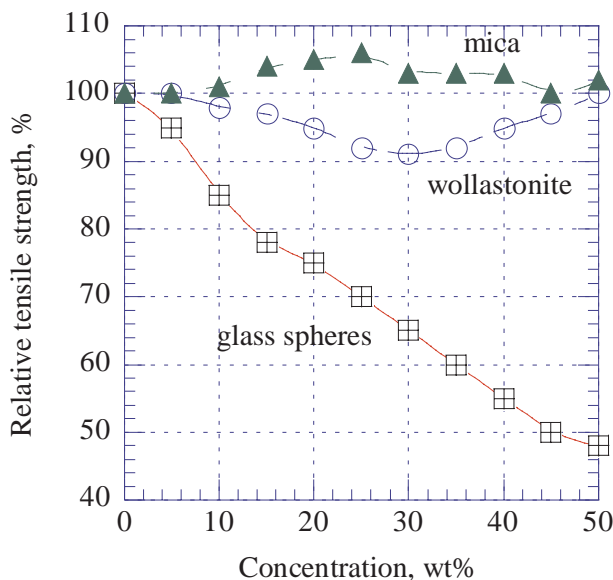 Relative tensile strength, %
110
100
90
80
70
60
50
40
mica
wollastonite
glass spheres
0
10
20
30
40
50
Concentration, wt%